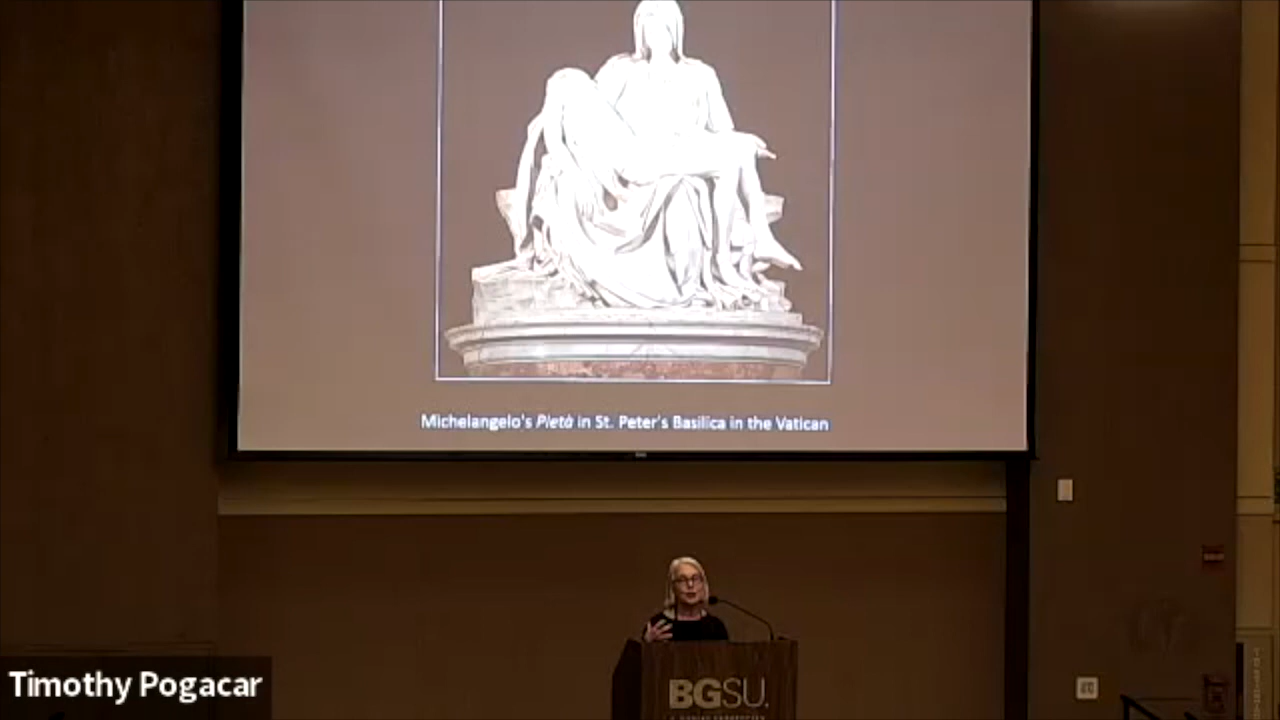 Michelangelo's Pietà in St. Peter's Basilica in the Vatican
Timothy Pogacar
BGSU.